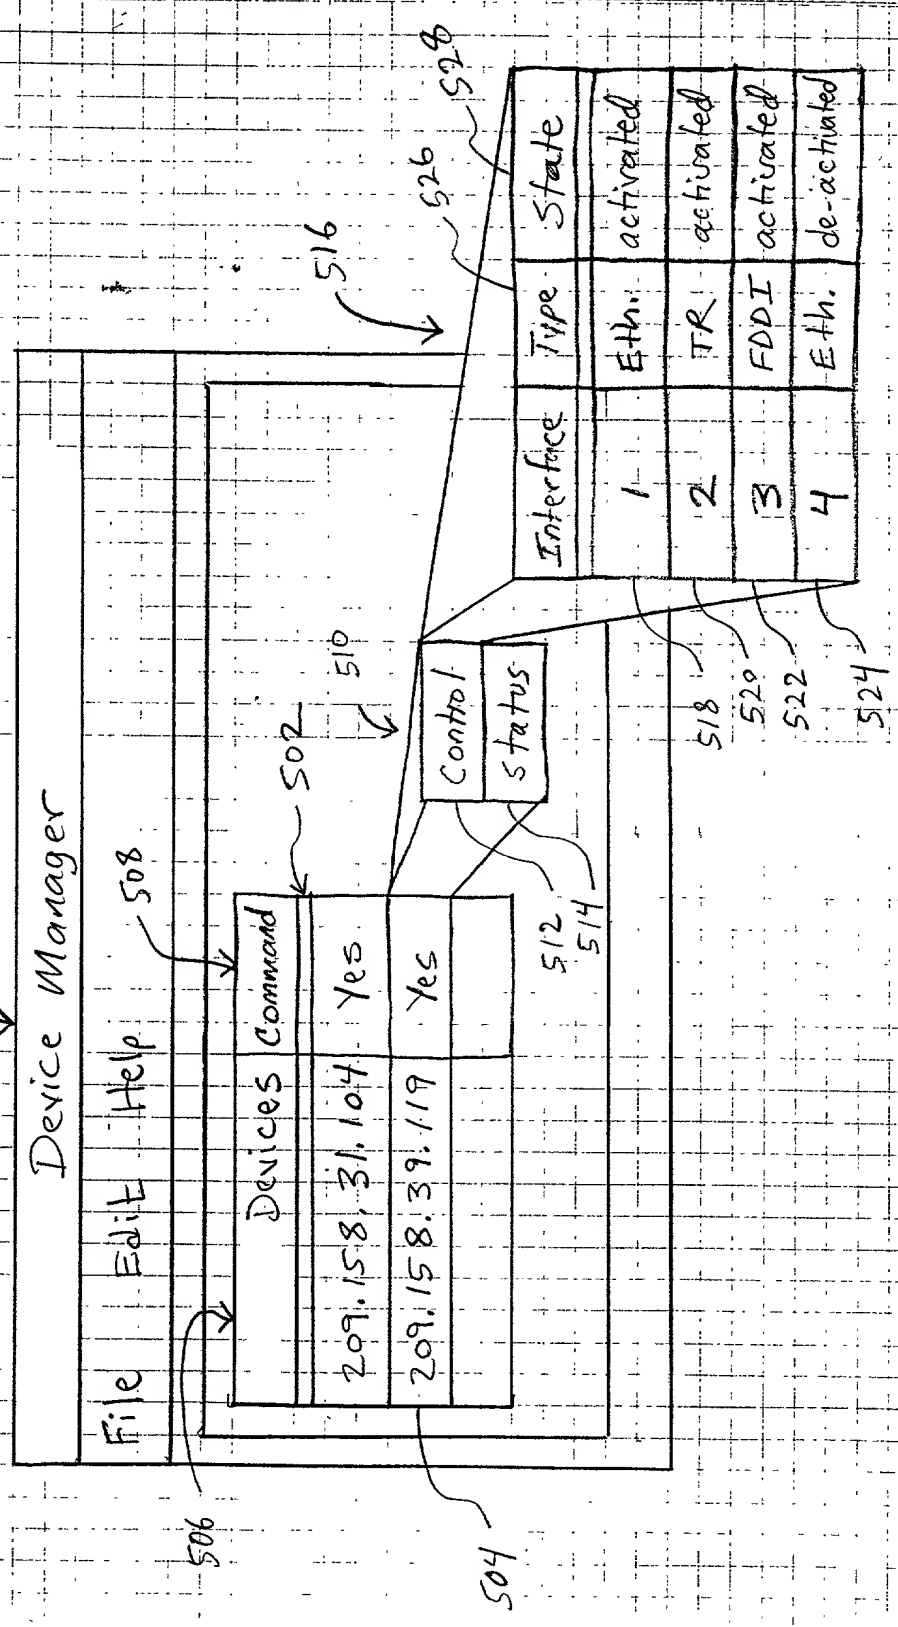 Device Manager
File Edit Help
506
508
Devices Command
502
209.158.31.104 Yes
209.158.39.119 Yes
504
510
Control
Status
512
514
516
526
528
Interface Type State
1 Eth. activated
2 TR activated
3 FDDI activated
4 Eth. de-activated
518
520
522
524